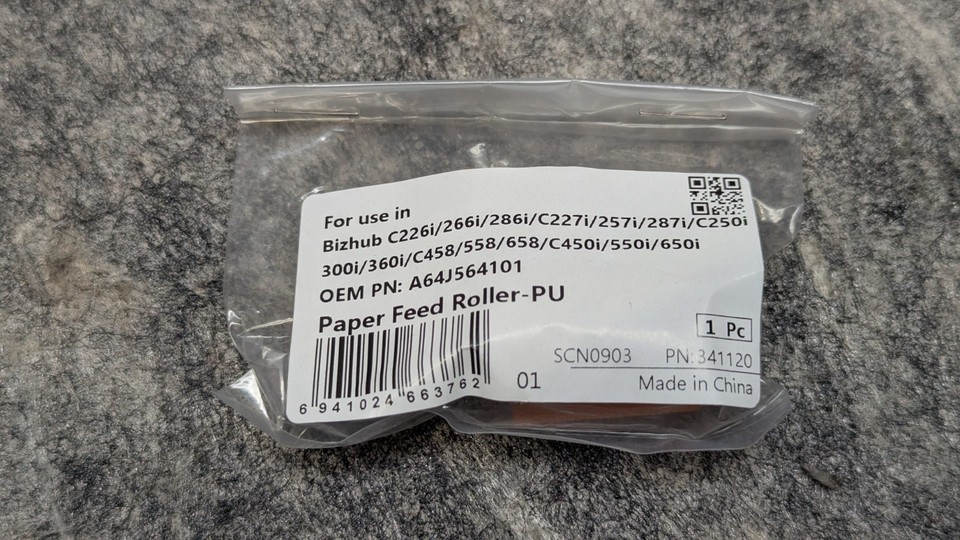 For use in
Bizhub C226i/266i/286i/C227i/257i/287i/C250i
300i/360i/C458/558/658/C450i/550i/650i
OEM PN: A64J564101
Paper Feed Roller-PU
1 Pc
SCN0903 PN:341120
6 941024 663762
01
Made in China